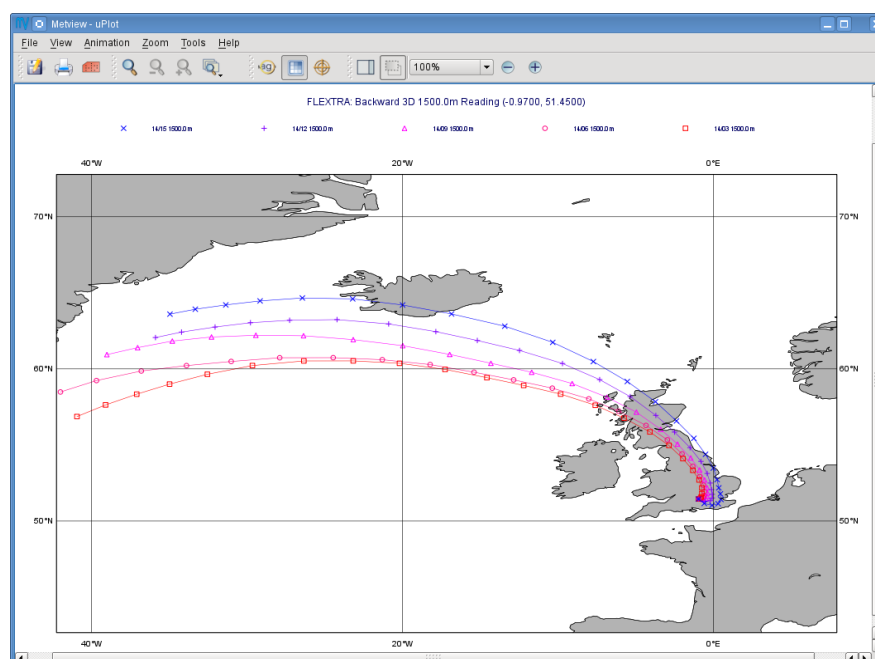 Metview - uPlot
File View Animation Zoom Tools Help
100%
FLEXTRA: Backward 3D 1500.0m Reading (-0.9700, 51.4500)
14/15 1500.0m 14/12 1500.0m 14/09 1500.0m 14/06 1500.0m 14/03 1500.0m
40°W 20°W 0°E
70°N 70°N
60°N 60°N
50°N 50°N
40°W 20°W 0°E